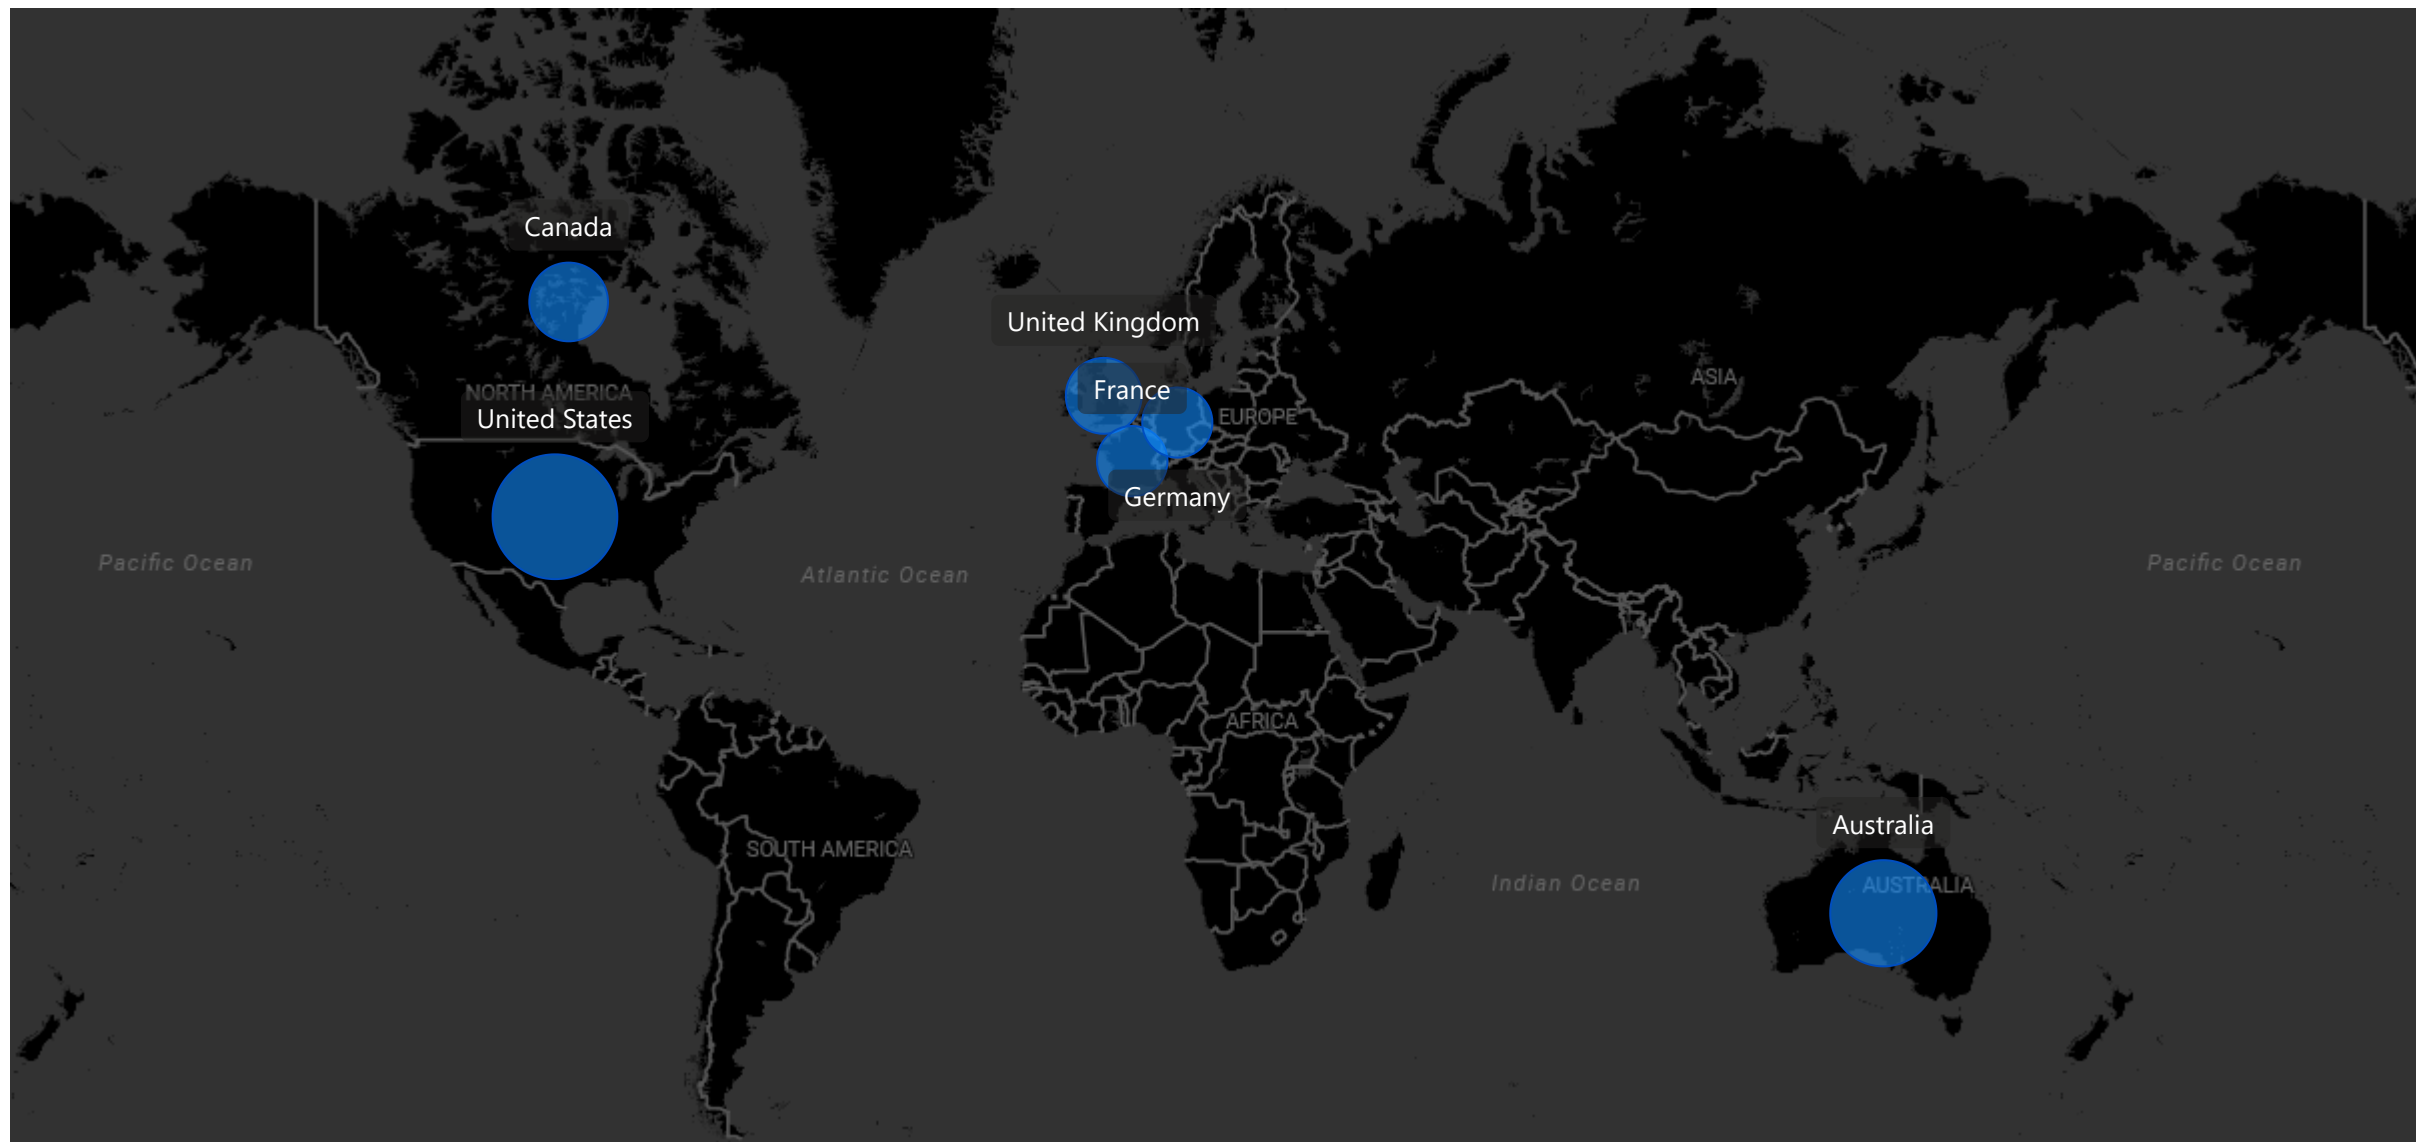 Canada
United Kingdom
ASIA
France
NORTH AMERICA
United States
EUROPE
Germany
Pacific Ocean
Atlantic Ocean
Pacific Ocean
AFRICA
Australia
SOUTH AMERICA
Indian Ocean
AUSTRALIA